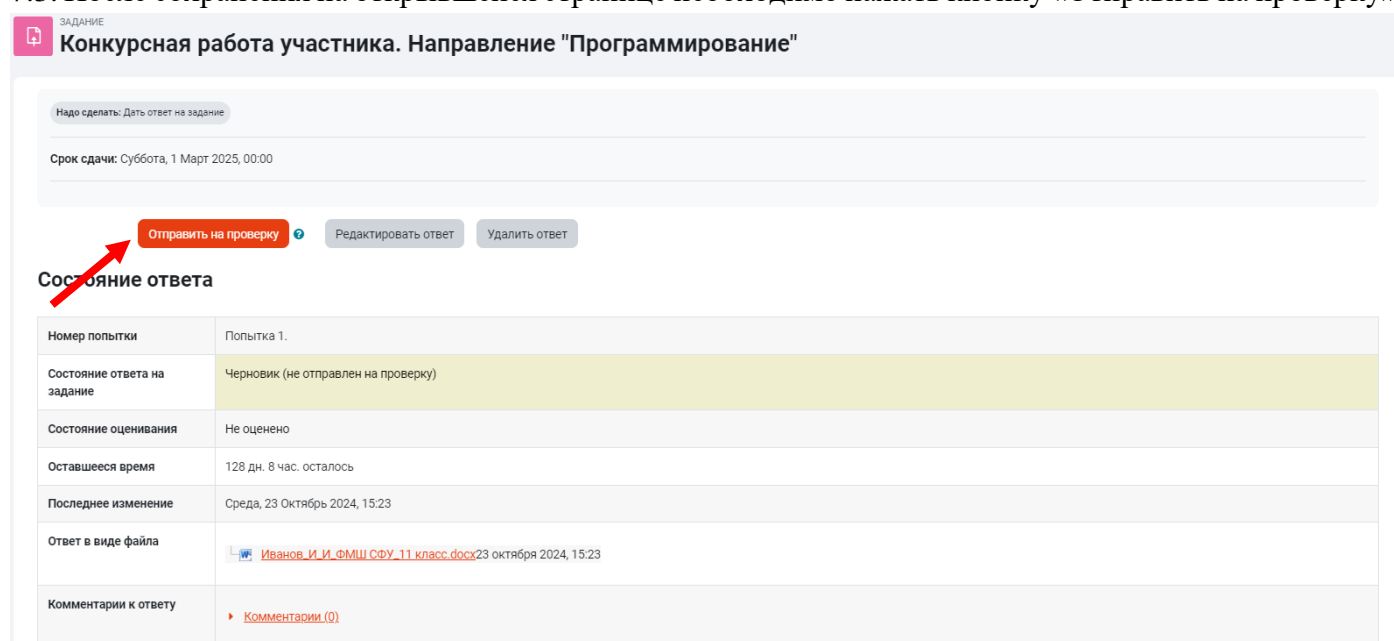 ЗАДАНИЕ
Конкурсная работа участника. Направление "Программирование"
Надо сделать: Дать ответ на задание
Срок сдачи: Суббота, 1 Март 2025, 00:00
Отправить на проверку ? Редактировать ответ Удалить ответ
Состояние ответа
Номер попытки Попытка 1.
Состояние ответа на задание Черновик (не отправлен на проверку)
Состояние оценивания Не оценено
Оставшееся время 128 дн. 8 час. осталось
Последнее изменение Среда, 23 Октябрь 2024, 15:23
Ответ в виде файла Иванов_И_И_ФМШ СФУ_11 класс.docx23 октября 2024, 15:23
Комментарии к ответу Комментарии (0)